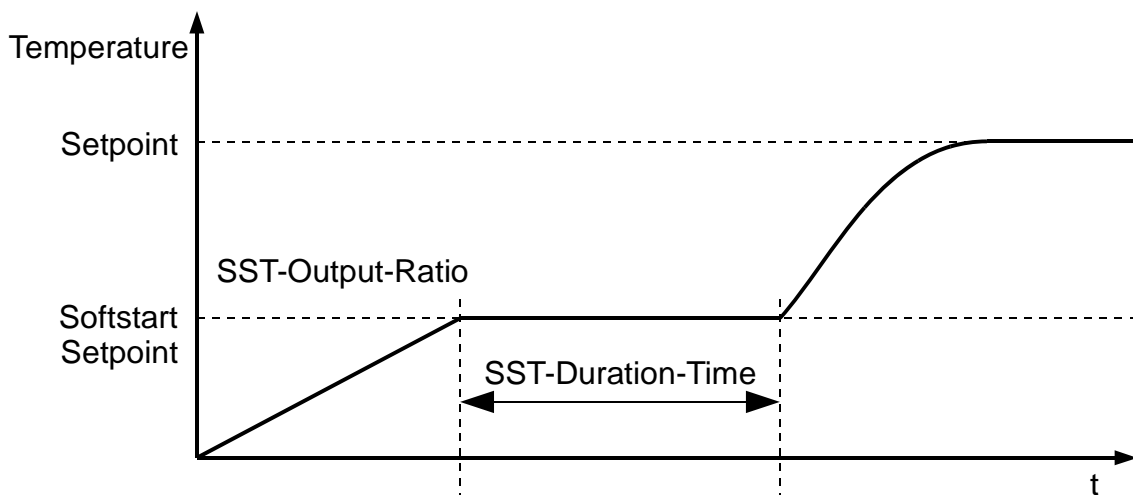 Temperature
Setpoint
SST-Output-Ratio
Softstart
Setpoint
SST-Duration-Time
t